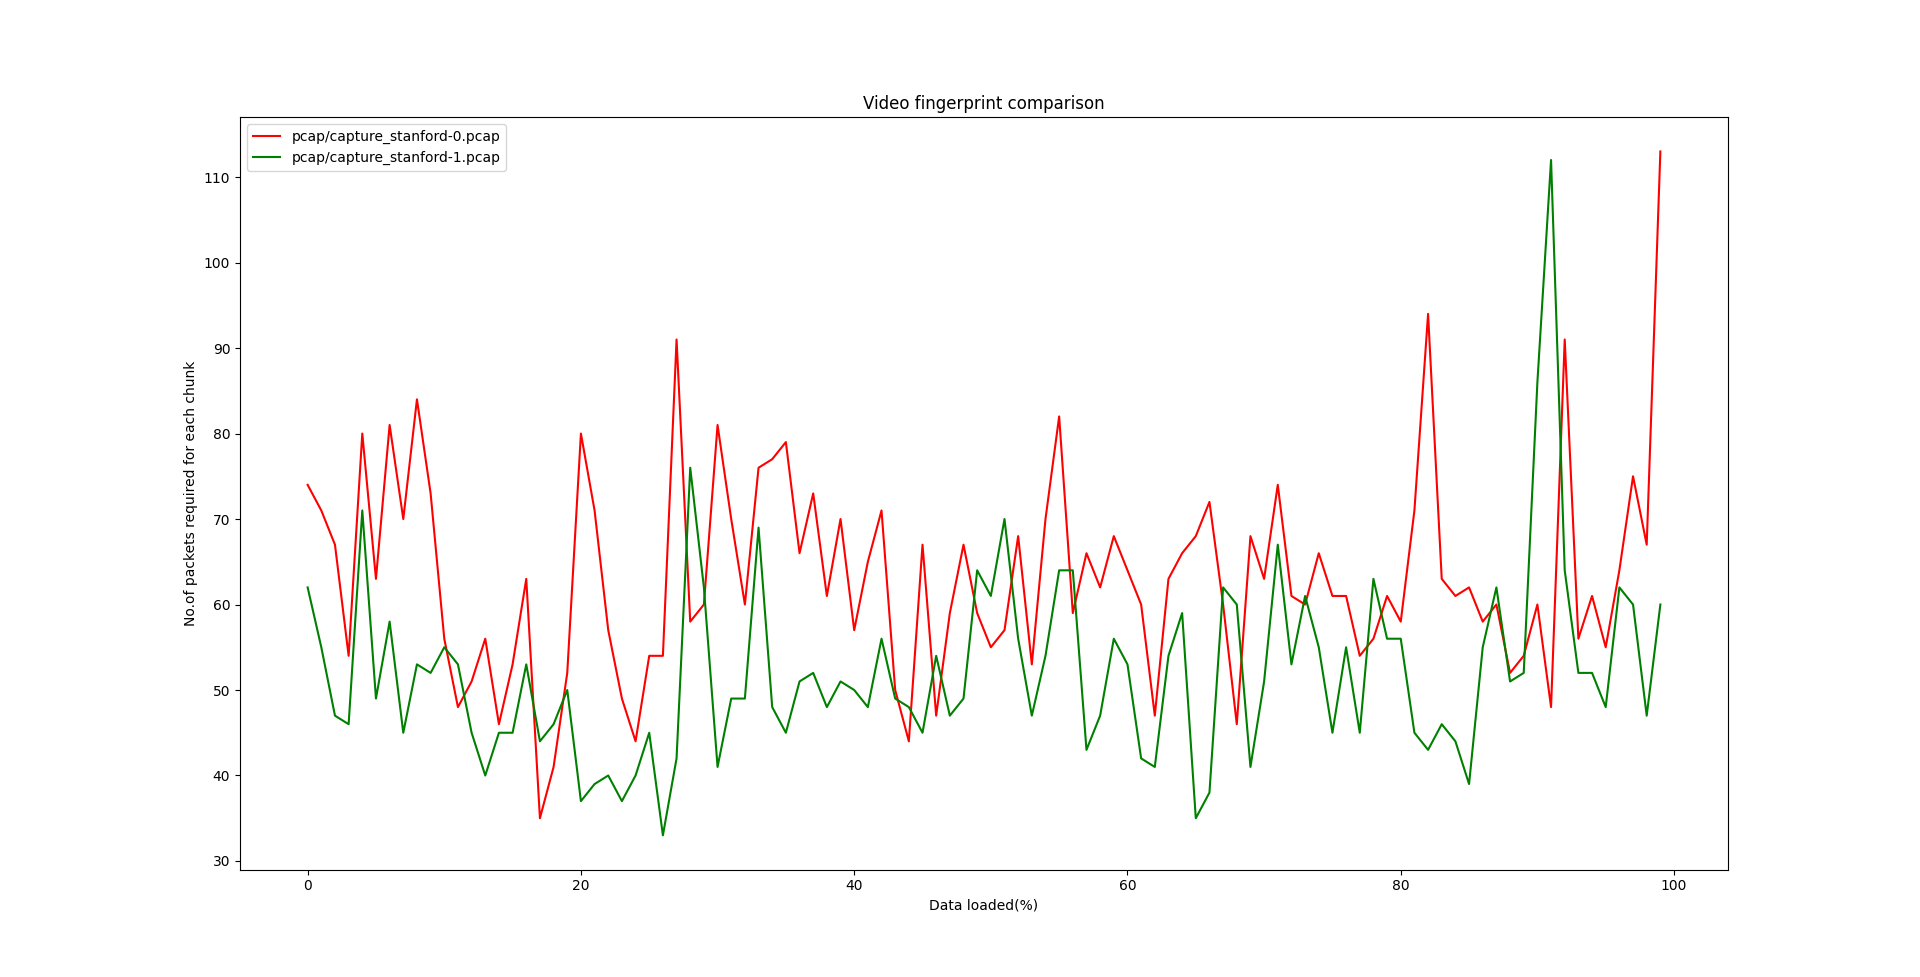 Video fingerprint comparison
pcap/capture_stanford-0.pcap
pcap/capture_stanford-1.pcap
No.of packets required for each chunk
110
100
90
80
70
60
50
40
30
0 20 40 60 80 100
Data loaded(%)